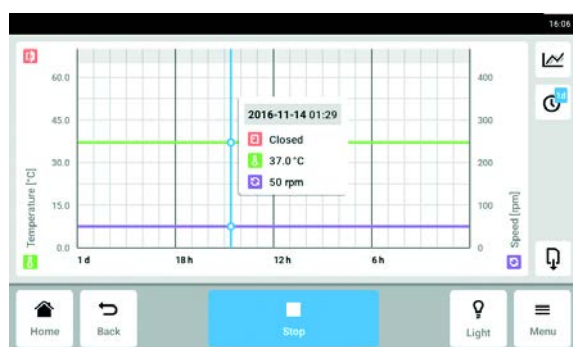 16:06
60.0
45.0
30.0
15.0
0.0
Temperature [°C]
400
300
200
100
0
Speed [rpm]
1d
2016-11-14 01:29
Closed
37.0 °C
50 rpm
1 d
18 h
12 h
6 h
Home
Back
Stop
Light
Menu